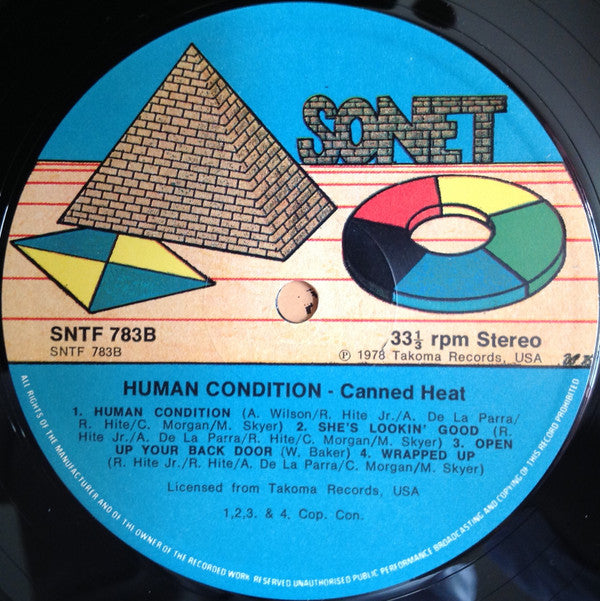 SONET
SNTF 783B
SNTF 783B
33⅓ rpm Stereo
℗ 1978 Takoma Records, USA
HUMAN CONDITION - Canned Heat
1. HUMAN CONDITION (A. Wilson/R. Hite Jr./A. De La Parra/
R. Hite/C. Morgan/M. Skyer) 2. SHE'S LOOKIN' GOOD (R.
Hite Jr./A. De La Parra/R. Hite/C. Morgan/M. Skyer) 3. OPEN
UP YOUR BACK DOOR (W. Baker) 4. WRAPPED UP
(R. Hite Jr./R. Hite/A. De La Parra/C. Morgan/M. Skyer)
Licensed from Takoma Records, USA
1,2,3. & 4. Cop. Con.
ALL RIGHTS OF THE MANUFACTURER AND OF THE OWNER OF THE RECORDED WORK RESERVED UNAUTHORISED PUBLIC PERFORMANCE BROADCASTING AND COPYING OF THIS RECORD PROHIBITED